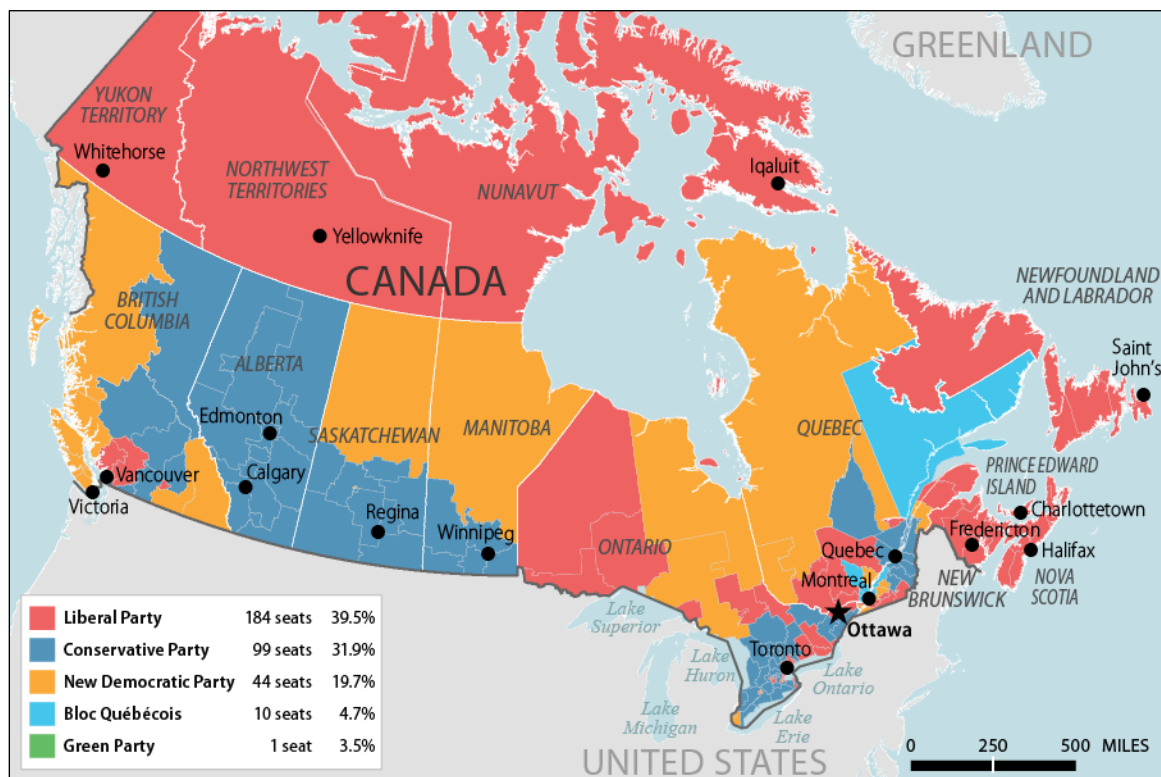 GREENLAND
YUKON
TERRITORY
Whitehorse
NORTHWEST
TERRITORIES
NUNAVUT
Iqaluit
Yellowknife
CANADA
NEWFOUNDLAND
AND LABRADOR
BRITISH
COLUMBIA
ALBERTA
Saint
John's
Edmonton
SASKATCHEWAN
MANITOBA
QUEBEC
Vancouver
Calgary
PRINCE EDWARD
ISLAND
Victoria
Regina
Winnipeg
ONTARIO
Charlottetown
Fredericton
Halifax
Quebec
Montreal
NEW
BRUNSWICK
NOVA
SCOTIA
Ottawa
Lake
Superior
Toronto
Lake
Huron
Lake
Ontario
Lake
Michigan
Lake
Erie
UNITED STATES
Liberal Party 184 seats 39.5%
Conservative Party 99 seats 31.9%
New Democratic Party 44 seats 19.7%
Bloc Québécois 10 seats 4.7%
Green Party 1 seat 3.5%
0 250 500 MILES